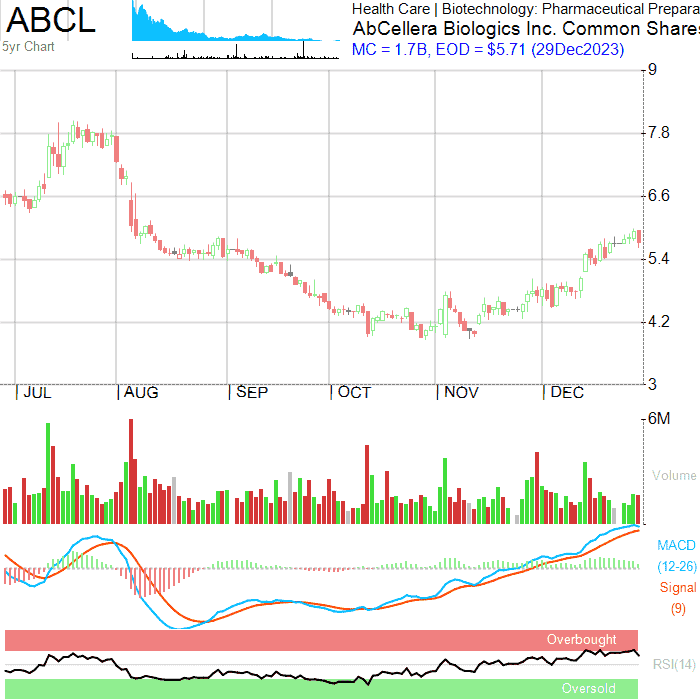 ABCL
5yr Chart
Health Care | Biotechnology: Pharmaceutical Prepara
AbCellera Biologics Inc. Common Shares
MC = 1.7B, EOD = $5.71 (29Dec2023)
9
7.8
6.6
5.4
4.2
3
JUL AUG SEP OCT NOV DEC
6M
Volume
MACD
(12-26)
Signal
(9)
Overbought
RSI(14)
Oversold